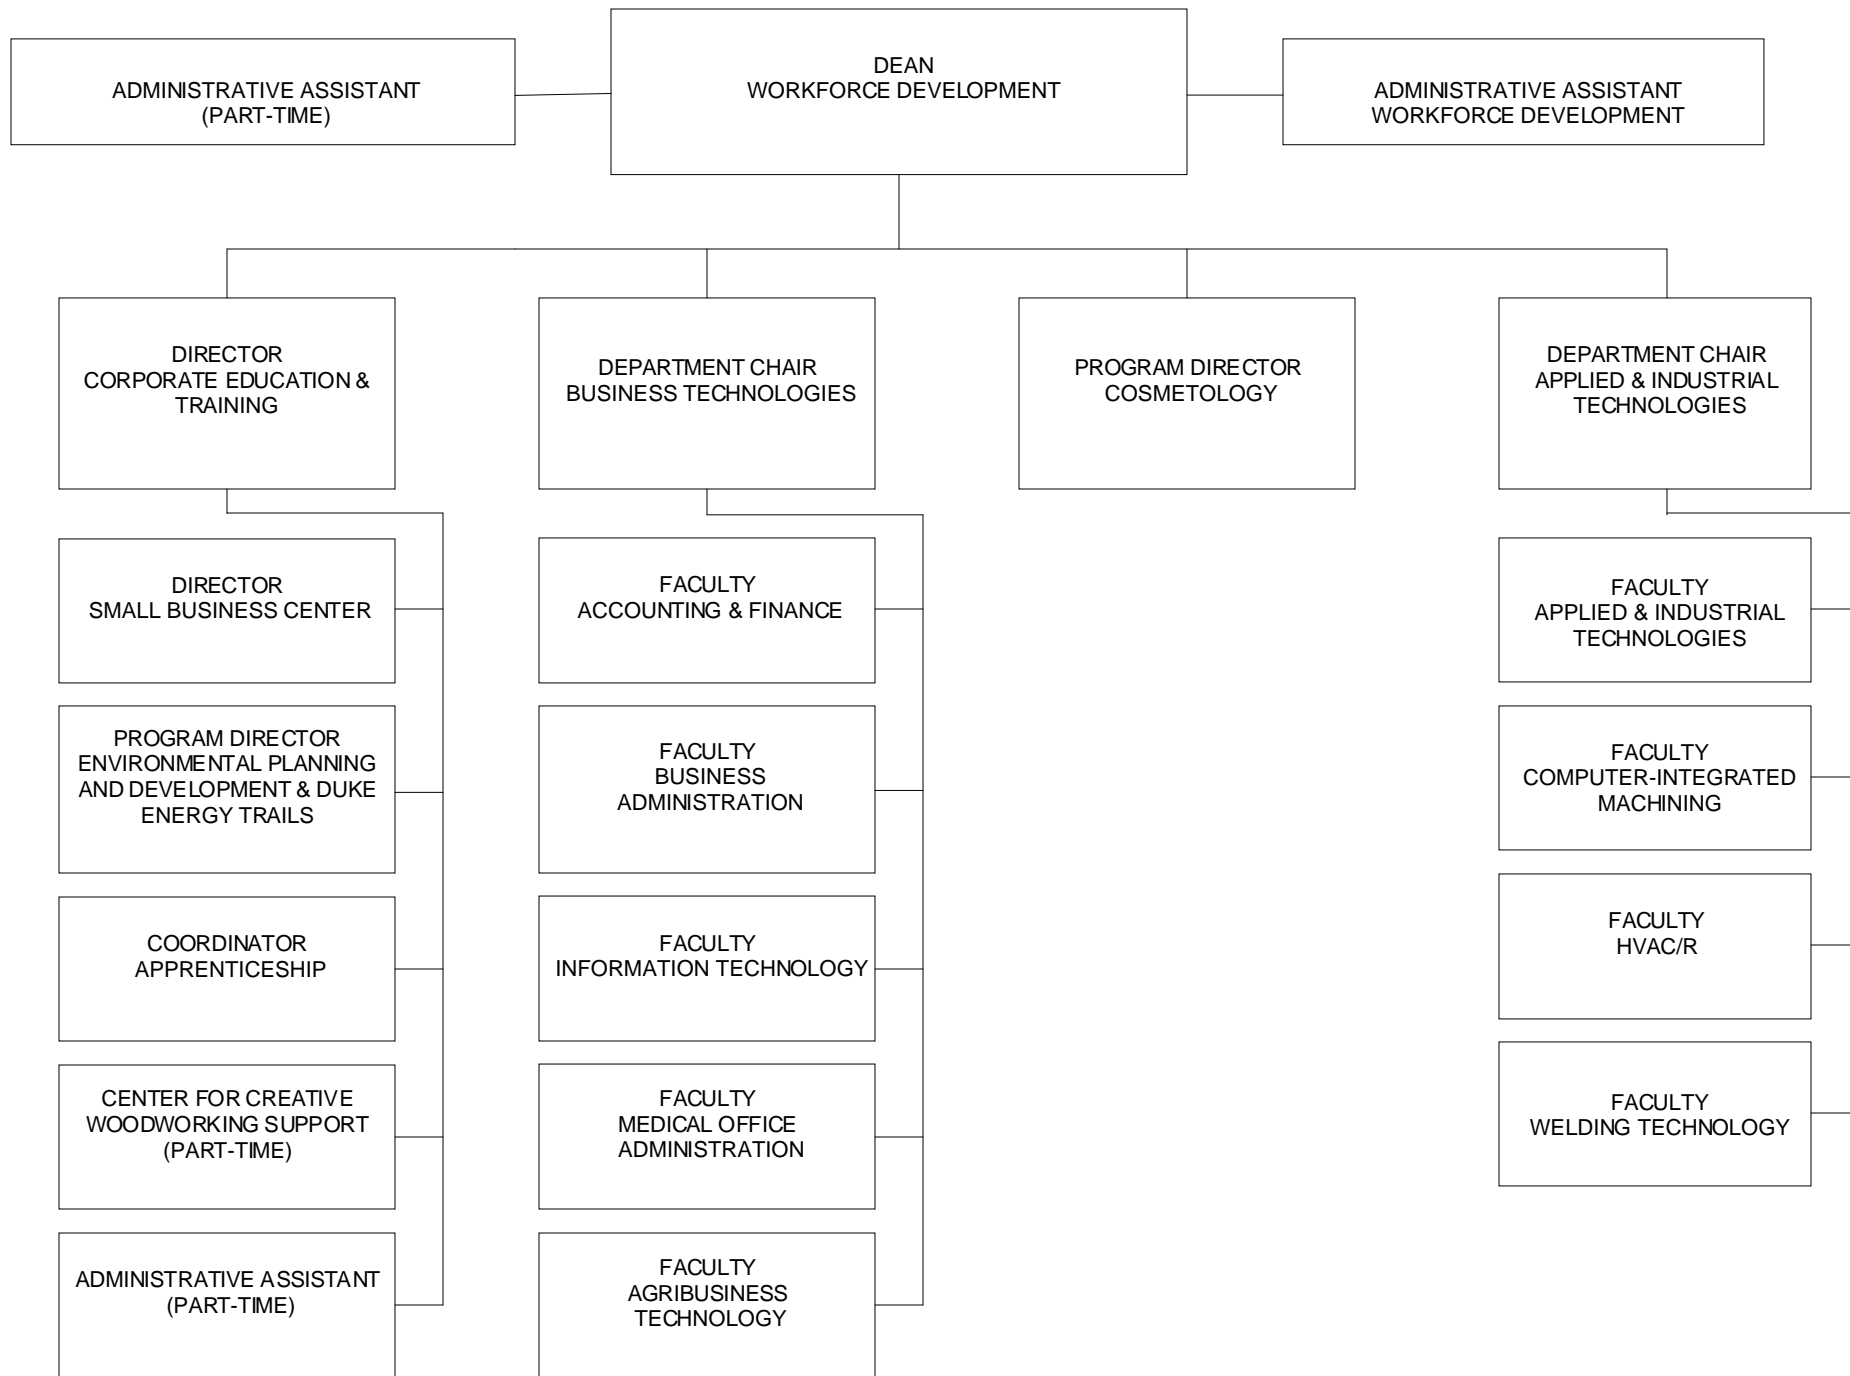 DEAN
WORKFORCE DEVELOPMENT
ADMINISTRATIVE ASSISTANT
(PART-TIME)
ADMINISTRATIVE ASSISTANT
WORKFORCE DEVELOPMENT
DIRECTOR
CORPORATE EDUCATION &
TRAINING
DEPARTMENT CHAIR
BUSINESS TECHNOLOGIES
PROGRAM DIRECTOR
COSMETOLOGY
DEPARTMENT CHAIR
APPLIED & INDUSTRIAL
TECHNOLOGIES
DIRECTOR
SMALL BUSINESS CENTER
PROGRAM DIRECTOR
ENVIRONMENTAL PLANNING
AND DEVELOPMENT & DUKE
ENERGY TRAILS
COORDINATOR
APPRENTICESHIP
CENTER FOR CREATIVE
WOODWORKING SUPPORT
(PART-TIME)
ADMINISTRATIVE ASSISTANT
(PART-TIME)
FACULTY
ACCOUNTING & FINANCE
FACULTY
BUSINESS
ADMINISTRATION
FACULTY
INFORMATION TECHNOLOGY
FACULTY
MEDICAL OFFICE
ADMINISTRATION
FACULTY
AGRIBUSINESS
TECHNOLOGY
FACULTY
APPLIED & INDUSTRIAL
TECHNOLOGIES
FACULTY
COMPUTER-INTEGRATED
MACHINING
FACULTY
HVAC/R
FACULTY
WELDING TECHNOLOGY